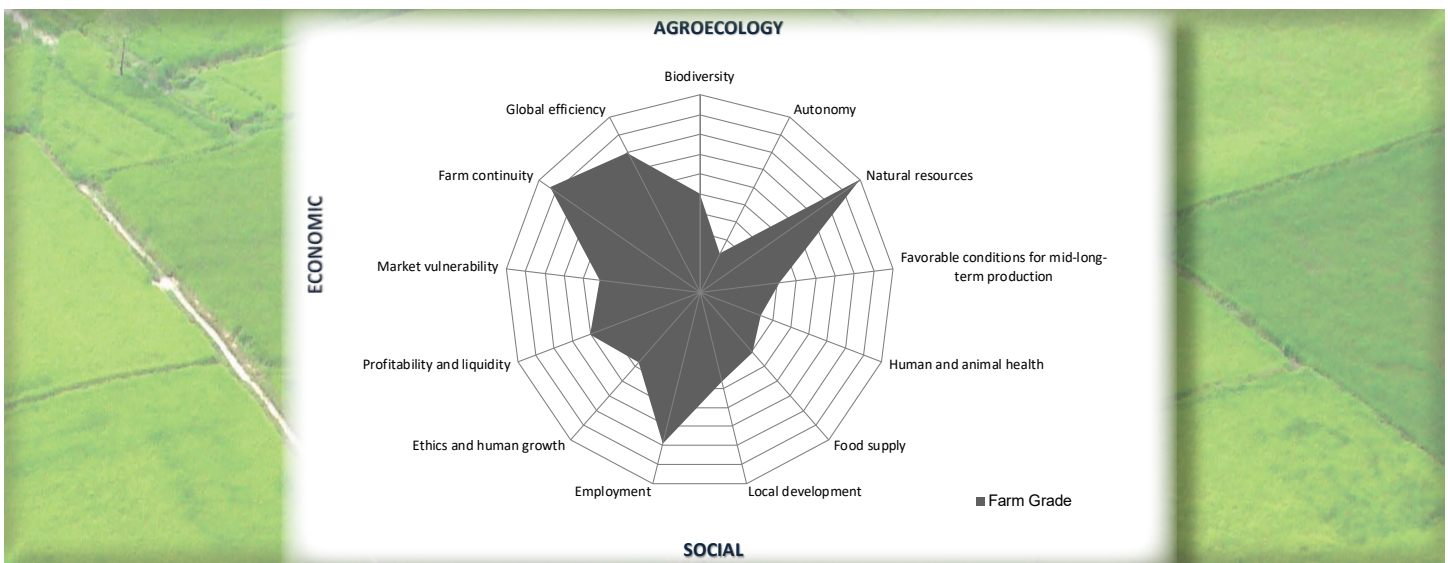 AGROECOLOGY
Biodiversity
Global efficiency
Autonomy
Farm continuity
Natural resources
ECONOMIC
Market vulnerability
Favorable conditions for mid-long-
term production
Profitability and liquidity
Human and animal health
Ethics and human growth
Food supply
Employment
Local development
Farm Grade
SOCIAL